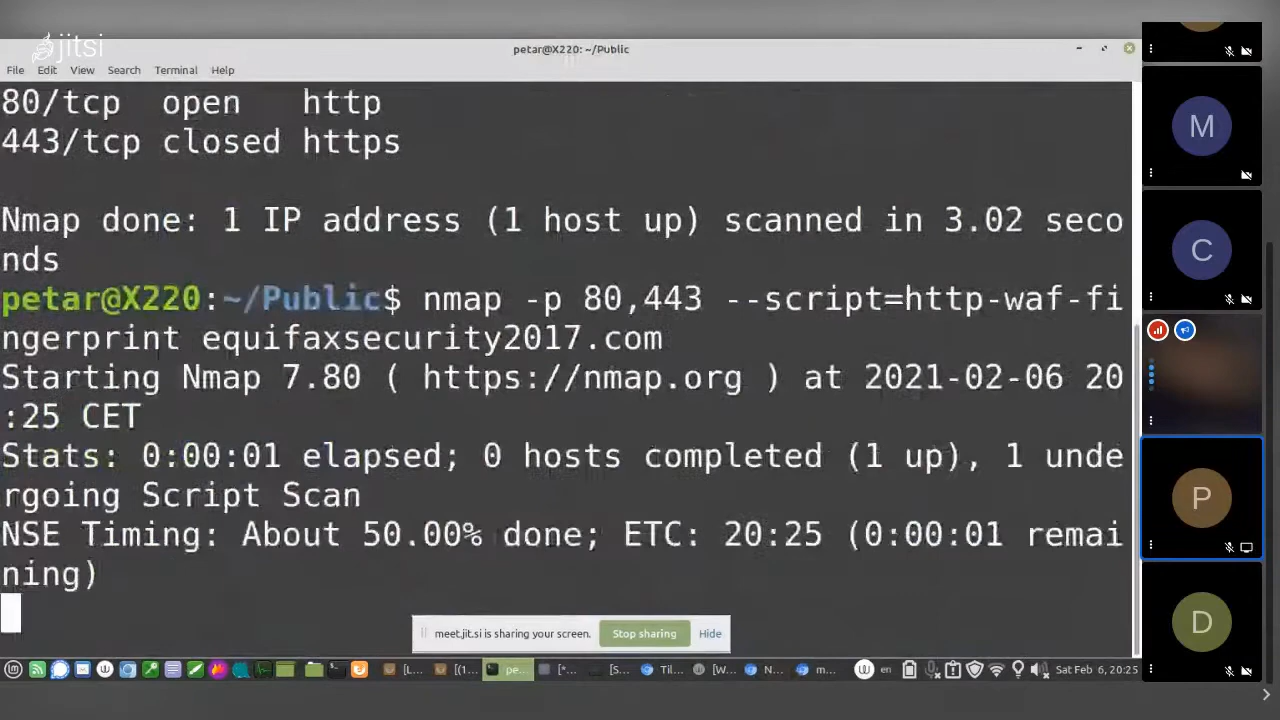 jitsi
petar@X220: ~/Public
File Edit View Search Terminal Help
80/tcp open http
443/tcp closed https
Nmap done: 1 IP address (1 host up) scanned in 3.02 seco
nds
petar@X220:~/Public$ nmap -p 80,443 --script=http-waf-fi
ngerprint equifaxsecurity2017.com
Starting Nmap 7.80 ( https://nmap.org ) at 2021-02-06 20
:25 CET
Stats: 0:00:01 elapsed; 0 hosts completed (1 up), 1 unde
rgoing Script Scan
NSE Timing: About 50.00% done; ETC: 20:25 (0:00:01 remai
ning)
M
C
P
D
meet.jit.si is sharing your screen. Stop sharing Hide
[L... [(1... pe... [*... [S... Til... [W... N... m... en Sat Feb 6, 20:25